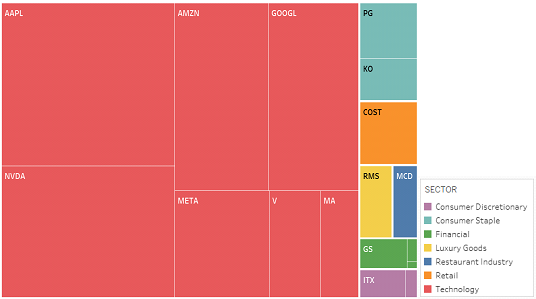 AAPL
AMZN
GOOGL
PG
KO
COST
NVDA
RMS
MCD
META
V
MA
GS
ITX
SECTOR
Consumer Discretionary
Consumer Staple
Financial
Luxury Goods
Restaurant Industry
Retail
Technology